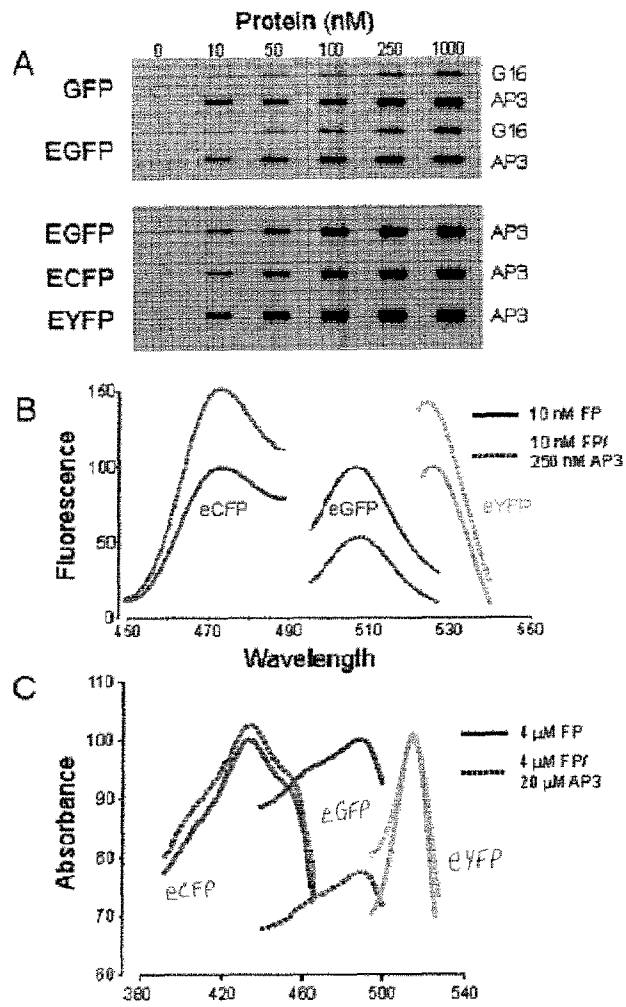 Protein (nM)
0 10 50 100 250 1000
A
GFP G16
AP3
EGFP G16
AP3
EGFP AP3
ECFP AP3
EYFP AP3
B
Fluorescence
150
100
50
0
eCFP
eGFP
eYFP
10 nM FP
10 nM FP/
250 nM AP3
450 470 490 510 530 550
Wavelength
C
Absorbance
110
100
90
80
70
60
eCFP
eGFP
eYFP
4 µM FP
4 µM FP/
20 µM AP3
380 420 460 500 540